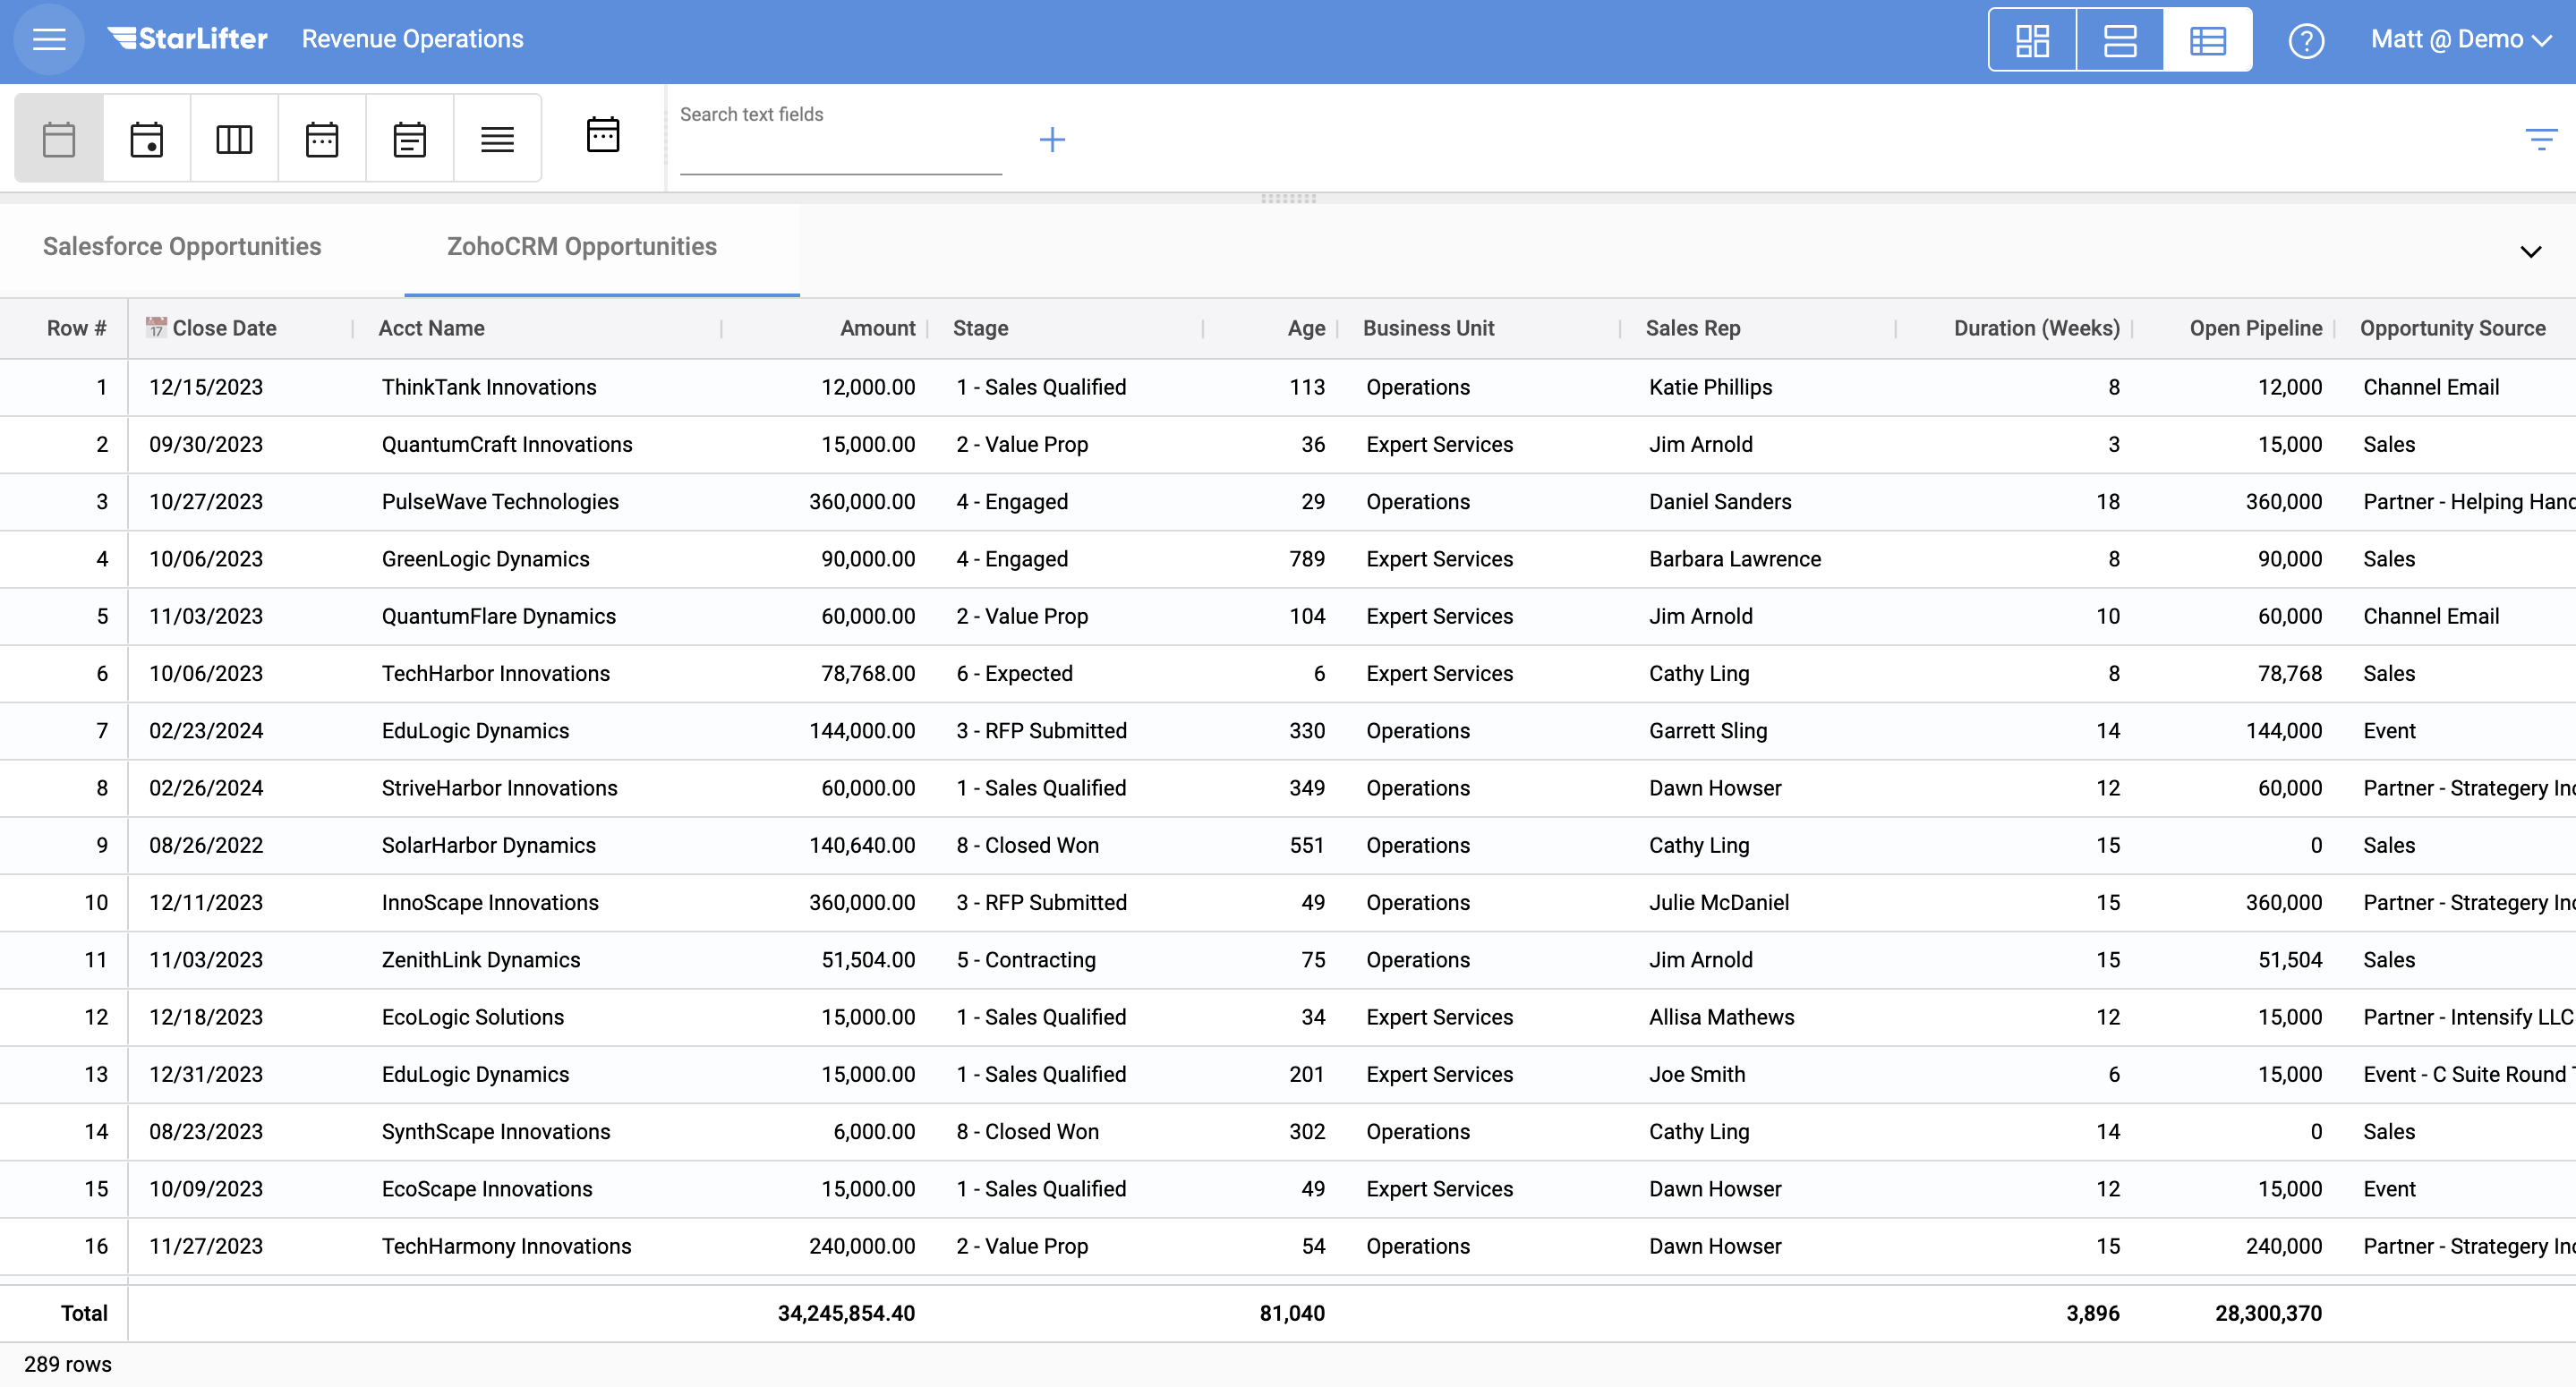 StarLifter Revenue Operations ? Matt @ Demo
Search text fields
Salesforce Opportunities ZohoCRM Opportunities
Row # 17 Close Date Acct Name Amount Stage Age Business Unit Sales Rep Duration (Weeks) Open Pipeline Opportunity Source
1 12/15/2023 ThinkTank Innovations 12,000.00 1 - Sales Qualified 113 Operations Katie Phillips 8 12,000 Channel Email
2 09/30/2023 QuantumCraft Innovations 15,000.00 2 - Value Prop 36 Expert Services Jim Arnold 3 15,000 Sales
3 10/27/2023 PulseWave Technologies 360,000.00 4 - Engaged 29 Operations Daniel Sanders 18 360,000 Partner - Helping Hand
4 10/06/2023 GreenLogic Dynamics 90,000.00 4 - Engaged 789 Expert Services Barbara Lawrence 8 90,000 Sales
5 11/03/2023 QuantumFlare Dynamics 60,000.00 2 - Value Prop 104 Expert Services Jim Arnold 10 60,000 Channel Email
6 10/06/2023 TechHarbor Innovations 78,768.00 6 - Expected 6 Expert Services Cathy Ling 8 78,768 Sales
7 02/23/2024 EduLogic Dynamics 144,000.00 3 - RFP Submitted 330 Operations Garrett Sling 14 144,000 Event
8 02/26/2024 StriveHarbor Innovations 60,000.00 1 - Sales Qualified 349 Operations Dawn Howser 12 60,000 Partner - Strategery Inc
9 08/26/2022 SolarHarbor Dynamics 140,640.00 8 - Closed Won 551 Operations Cathy Ling 15 0 Sales
10 12/11/2023 InnoScape Innovations 360,000.00 3 - RFP Submitted 49 Operations Julie McDaniel 15 360,000 Partner - Strategery Inc
11 11/03/2023 ZenithLink Dynamics 51,504.00 5 - Contracting 75 Operations Jim Arnold 15 51,504 Sales
12 12/18/2023 EcoLogic Solutions 15,000.00 1 - Sales Qualified 34 Expert Services Allisa Mathews 12 15,000 Partner - Intensify LLC
13 12/31/2023 EduLogic Dynamics 15,000.00 1 - Sales Qualified 201 Expert Services Joe Smith 6 15,000 Event - C Suite Round
14 08/23/2023 SynthScape Innovations 6,000.00 8 - Closed Won 302 Operations Cathy Ling 14 0 Sales
15 10/09/2023 EcoScape Innovations 15,000.00 1 - Sales Qualified 49 Expert Services Dawn Howser 12 15,000 Event
16 11/27/2023 TechHarmony Innovations 240,000.00 2 - Value Prop 54 Operations Dawn Howser 15 240,000 Partner - Strategery Inc
Total 34,245,854.40 81,040 3,896 28,300,370
289 rows